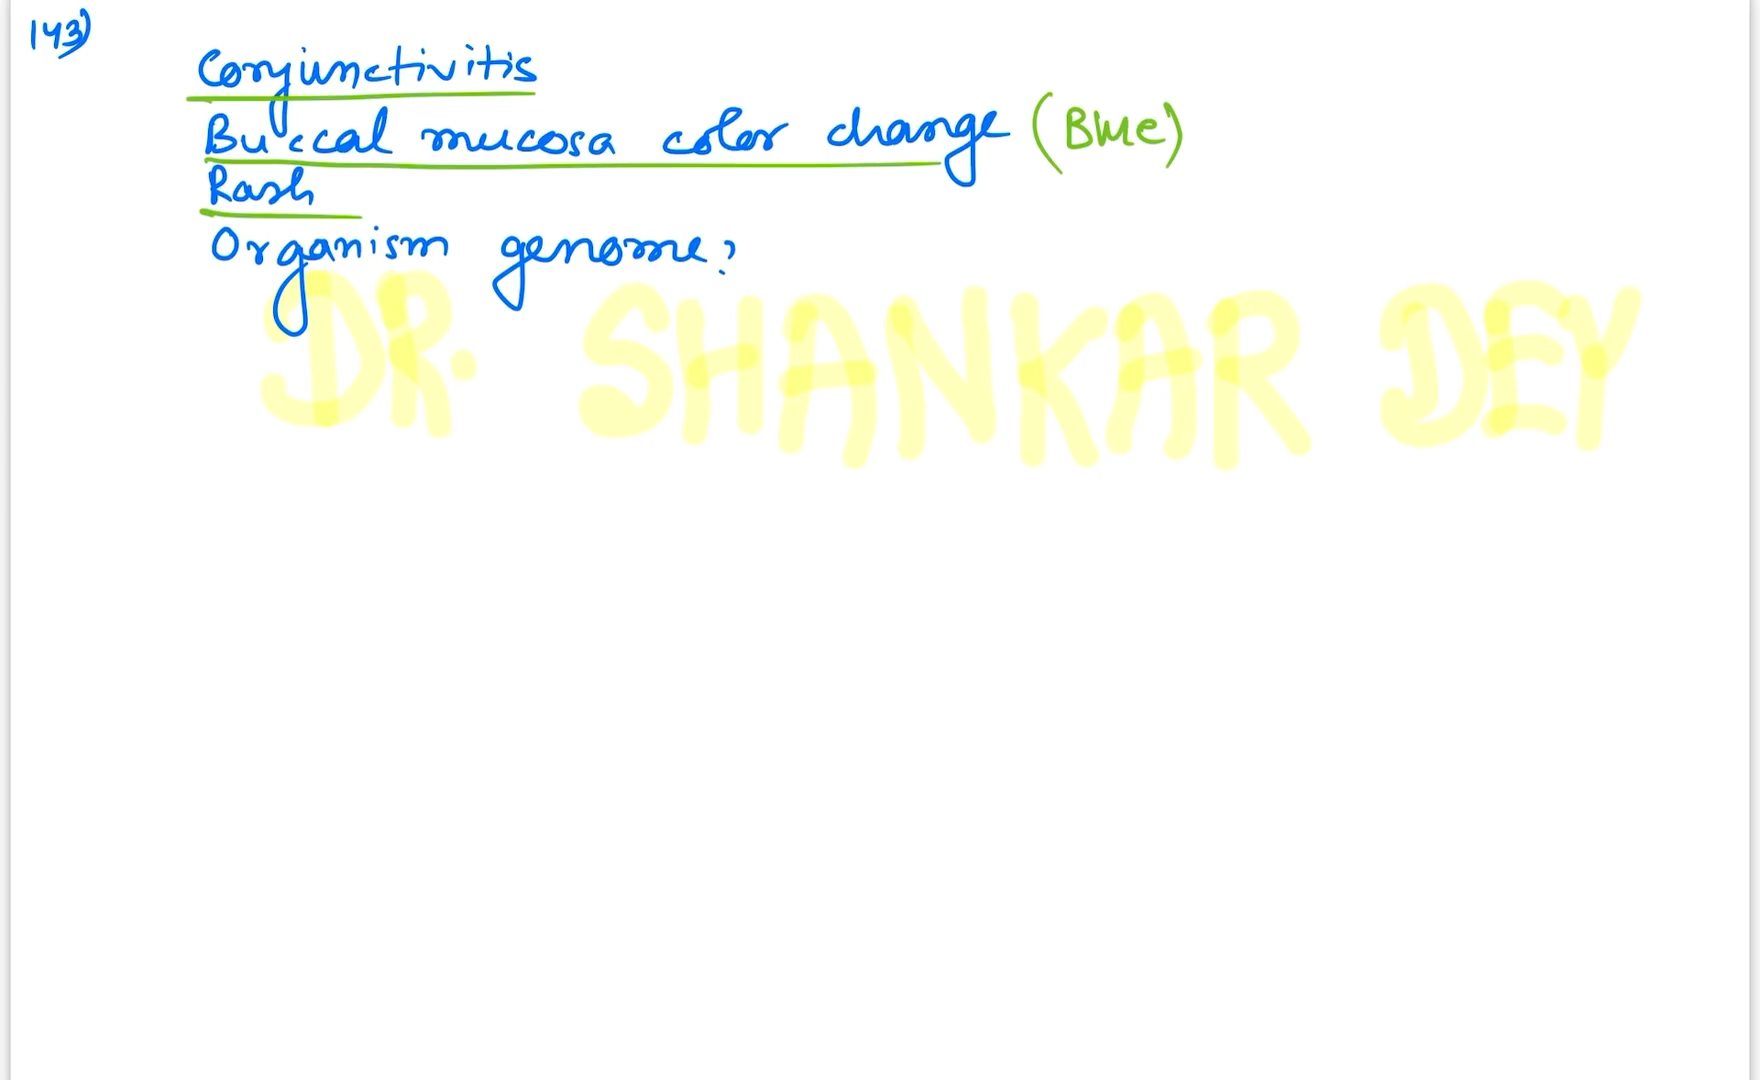 143)
Conjunctivitis
Buccal mucosa color change (Blue)
Rash
Organism genome?
DR. SHANKAR DEY